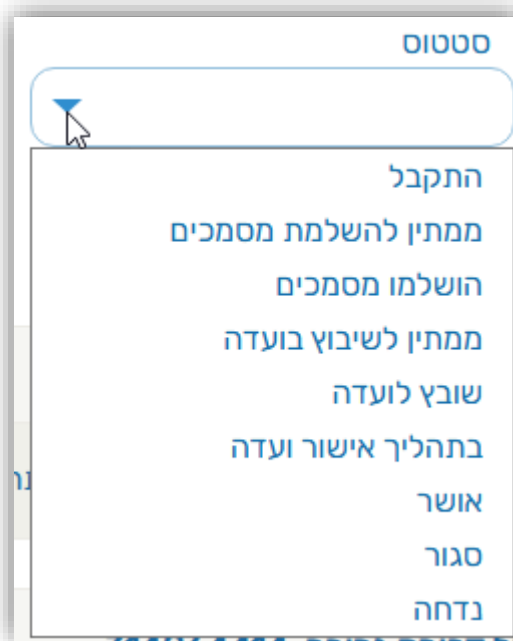 סטטוס
התקבל
ממתין להשלמת מסמכים
הושלמו מסמכים
ממתין לשיבוץ בועדה
שובץ לועדה
בתהליך אישור ועדה
אושר
סגור
נדחה